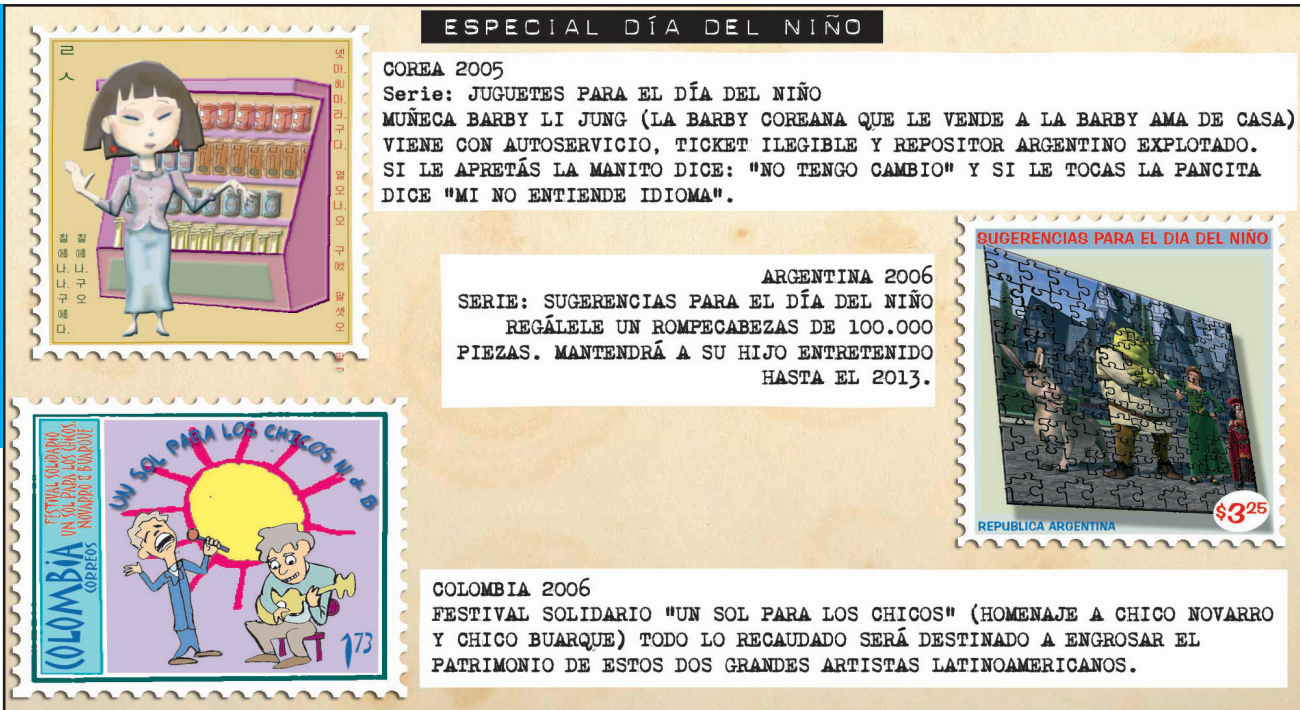 ESPECIAL DÍA DEL NIÑO
COREA 2005
Serie: JUGUETES PARA EL DÍA DEL NIÑO
MUÑECA BARBY LI JUNG (LA BARBY COREANA QUE LE VENDE A LA BARBY AMA DE CASA)
VIENE CON AUTOSERVICIO, TICKET ILEGIBLE Y REPOSITOR ARGENTINO EXPLOTADO.
SI LE APRETÁS LA MANITO DICE: "NO TENGO CAMBIO" Y SI LE TOCAS LA PANCITA
DICE "MI NO ENTIENDE IDIOMA".
ARGENTINA 2006
SERIE: SUGERENCIAS PARA EL DÍA DEL NIÑO
REGÁLELE UN ROMPECABEZAS DE 100.000
PIEZAS. MANTENDRÁ A SU HIJO ENTRETENIDO
HASTA EL 2013.
SUGERENCIAS PARA EL DIA DEL NIÑO
REPUBLICA ARGENTINA
$325
UN SOL PARA LOS CHICOS N & B
FESTIVAL SOLIDARIO
UN SOL PARA LOS CHICOS,
NOVARRO & BUARQUE
COLOMBIA
CORREOS
173
COLOMBIA 2006
FESTIVAL SOLIDARIO "UN SOL PARA LOS CHICOS" (HOMENAJE A CHICO NOVARRO
Y CHICO BUARQUE) TODO LO RECAUDADO SERÁ DESTINADO A ENGROSAR EL
PATRIMONIO DE ESTOS DOS GRANDES ARTISTAS LATINOAMERICANOS.